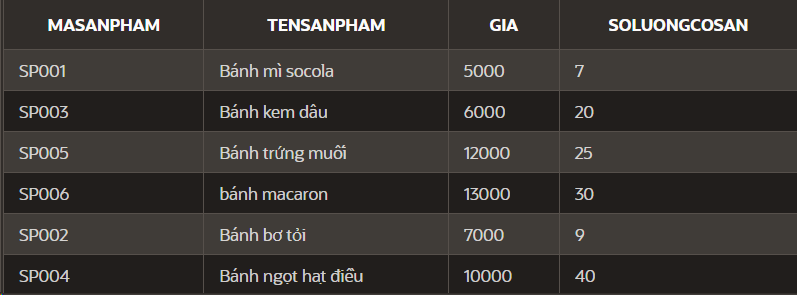 MASANPHAM TENSANPHAM GIA SOLUONGCOSAN
SP001 Bánh mì socola 5000 7
SP003 Bánh kem dâu 6000 20
SP005 Bánh trứng muối 12000 25
SP006 bánh macaron 13000 30
SP002 Bánh bơ tỏi 7000 9
SP004 Bánh ngọt hạt điều 10000 40